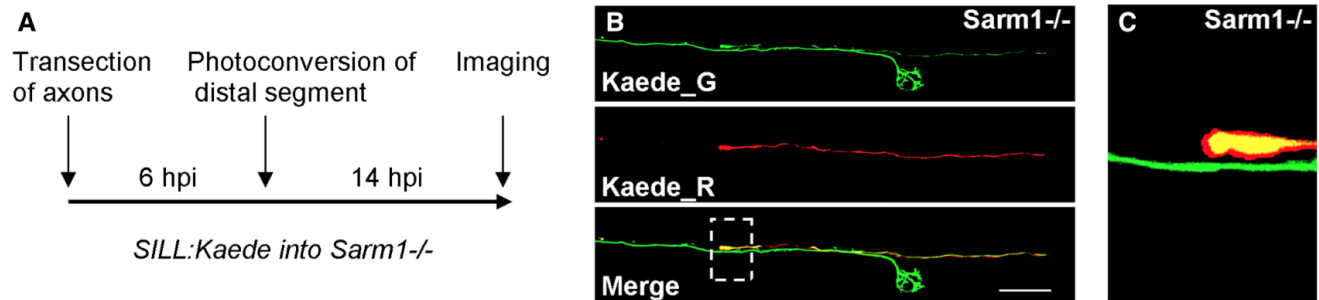 A
Transection of axons
Photoconversion of distal segment
Imaging
6 hpi
14 hpi
SILL:Kaede into Sarm1-/-
B
Sarm1-/-
Kaede_G
Kaede_R
Merge
C
Sarm1-/-